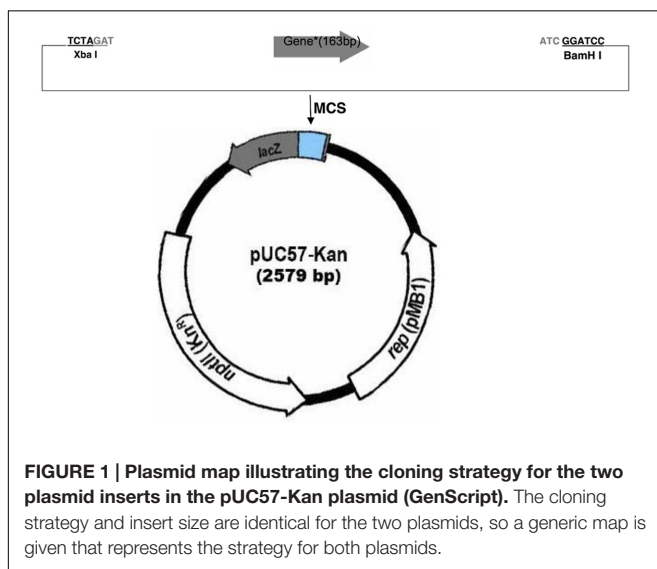 TCTAGAT
Xba I
Gene*(163bp)
ATC GGATCC
BamH I
MCS
lacZ
pUC57-Kan
(2579 bp)
rep (pMB1)
nptII (KnR)
FIGURE 1 | Plasmid map illustrating the cloning strategy for the two
plasmid inserts in the pUC57-Kan plasmid (GenScript). The cloning
strategy and insert size are identical for the two plasmids, so a generic map is
given that represents the strategy for both plasmids.